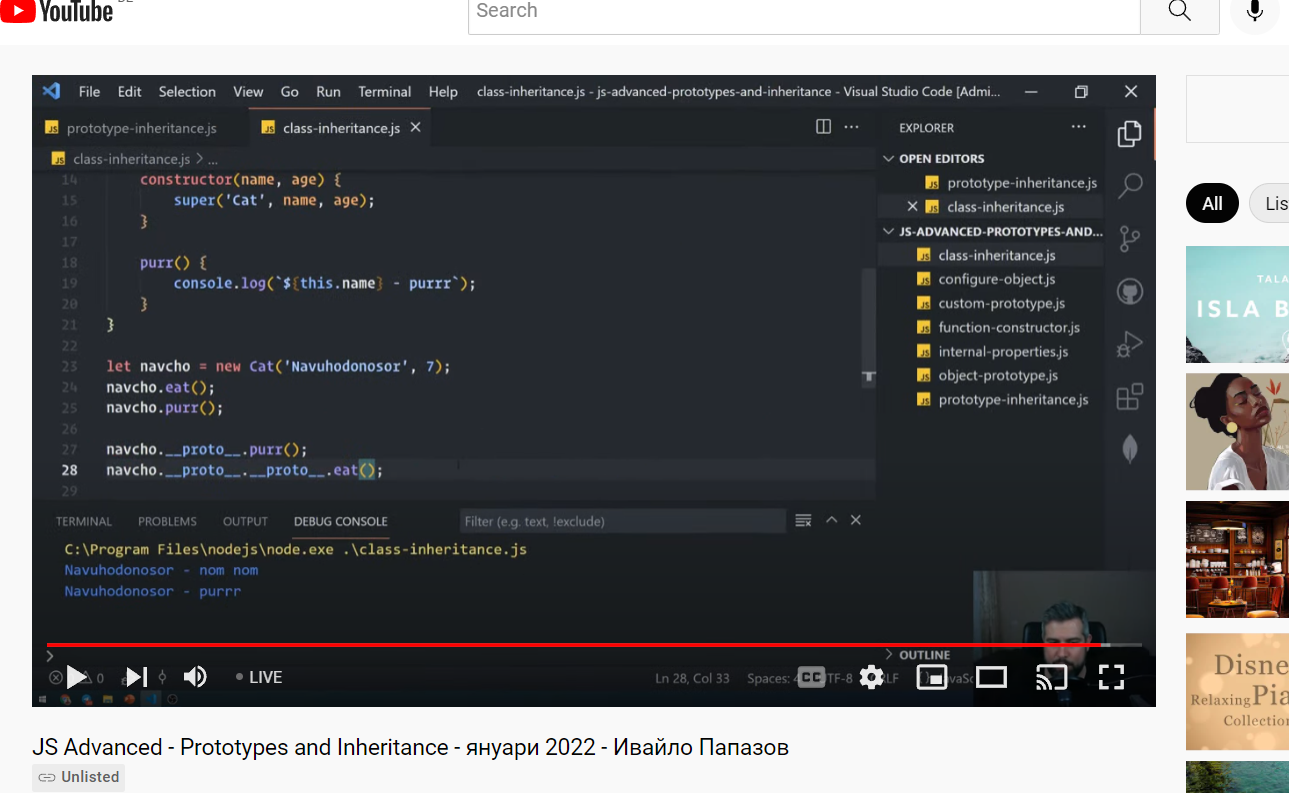 YouTube
Search
File Edit Selection View Go Run Terminal Help class-inheritance.js - js-advanced-prototypes-and-inheritance - Visual Studio Code [Admi...
prototype-inheritance.js class-inheritance.js
class-inheritance.js > ...
14 constructor(name, age) {
15 super('Cat', name, age);
16 }
17
18 purr() {
19 console.log(`${this.name} - purrr`);
20 }
21 }
22
23 let navcho = new Cat('Navuhodonosor', 7);
24 navcho.eat();
25 navcho.purr();
26
27 navcho.__proto__.purr();
28 navcho.__proto__.__proto__.eat();
29
EXPLORER
OPEN EDITORS
prototype-inheritance.js
class-inheritance.js
JS-ADVANCED-PROTOTYPES-AND...
class-inheritance.js
configure-object.js
custom-prototype.js
function-constructor.js
internal-properties.js
object-prototype.js
prototype-inheritance.js
TERMINAL PROBLEMS OUTPUT DEBUG CONSOLE Filter (e.g. text, !exclude)
C:\Program Files\nodejs\node.exe .\class-inheritance.js
Navuhodonosor - nom nom
Navuhodonosor - purrr
OUTLINE
0 LIVE Ln 28, Col 33 Spaces: CC TF-8
JS Advanced - Prototypes and Inheritance - януари 2022 - Ивайло Папазов
Unlisted
All Lis
TALA
ISLA B
Disne
Relaxing Pia
Collection